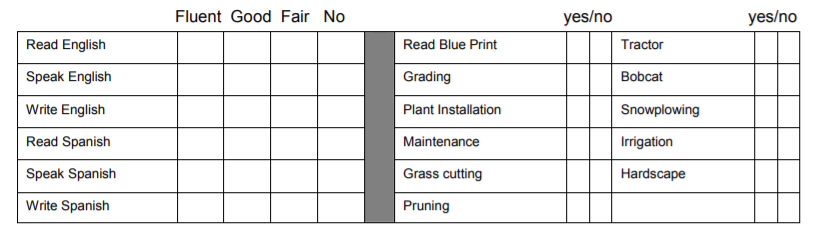 Fluent Good Fair No yes/no yes/no
Read English Read Blue Print Tractor
Speak English Grading Bobcat
Write English Plant Installation Snowplowing
Read Spanish Maintenance Irrigation
Speak Spanish Grass cutting Hardscape
Write Spanish Pruning